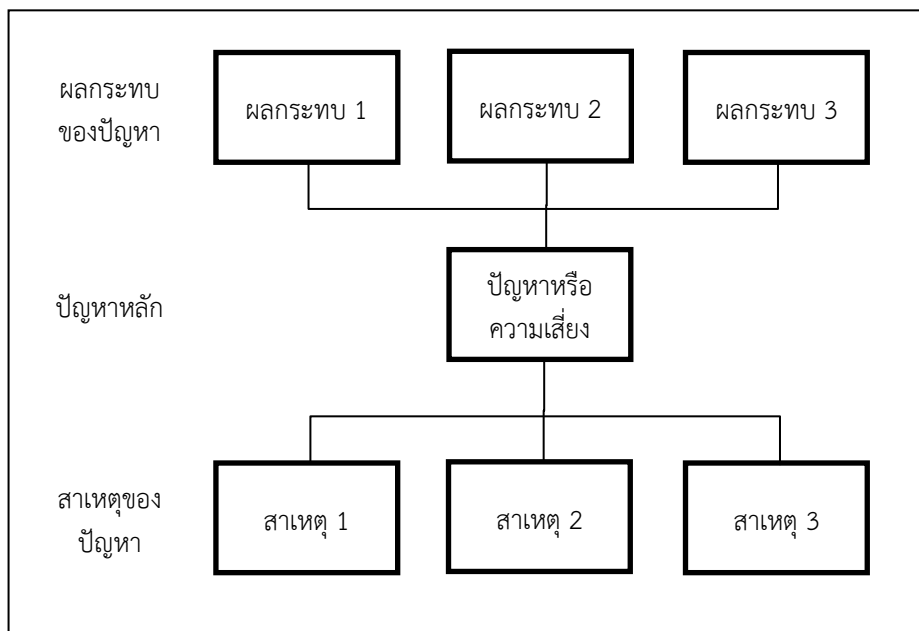 ผลกระทบ
ของปัญหา
ผลกระทบ 1
ผลกระทบ 2
ผลกระทบ 3
ปัญหาหลัก
ปัญหาหรือ
ความเสี่ยง
สาเหตุของ
ปัญหา
สาเหตุ 1
สาเหตุ 2
สาเหตุ 3